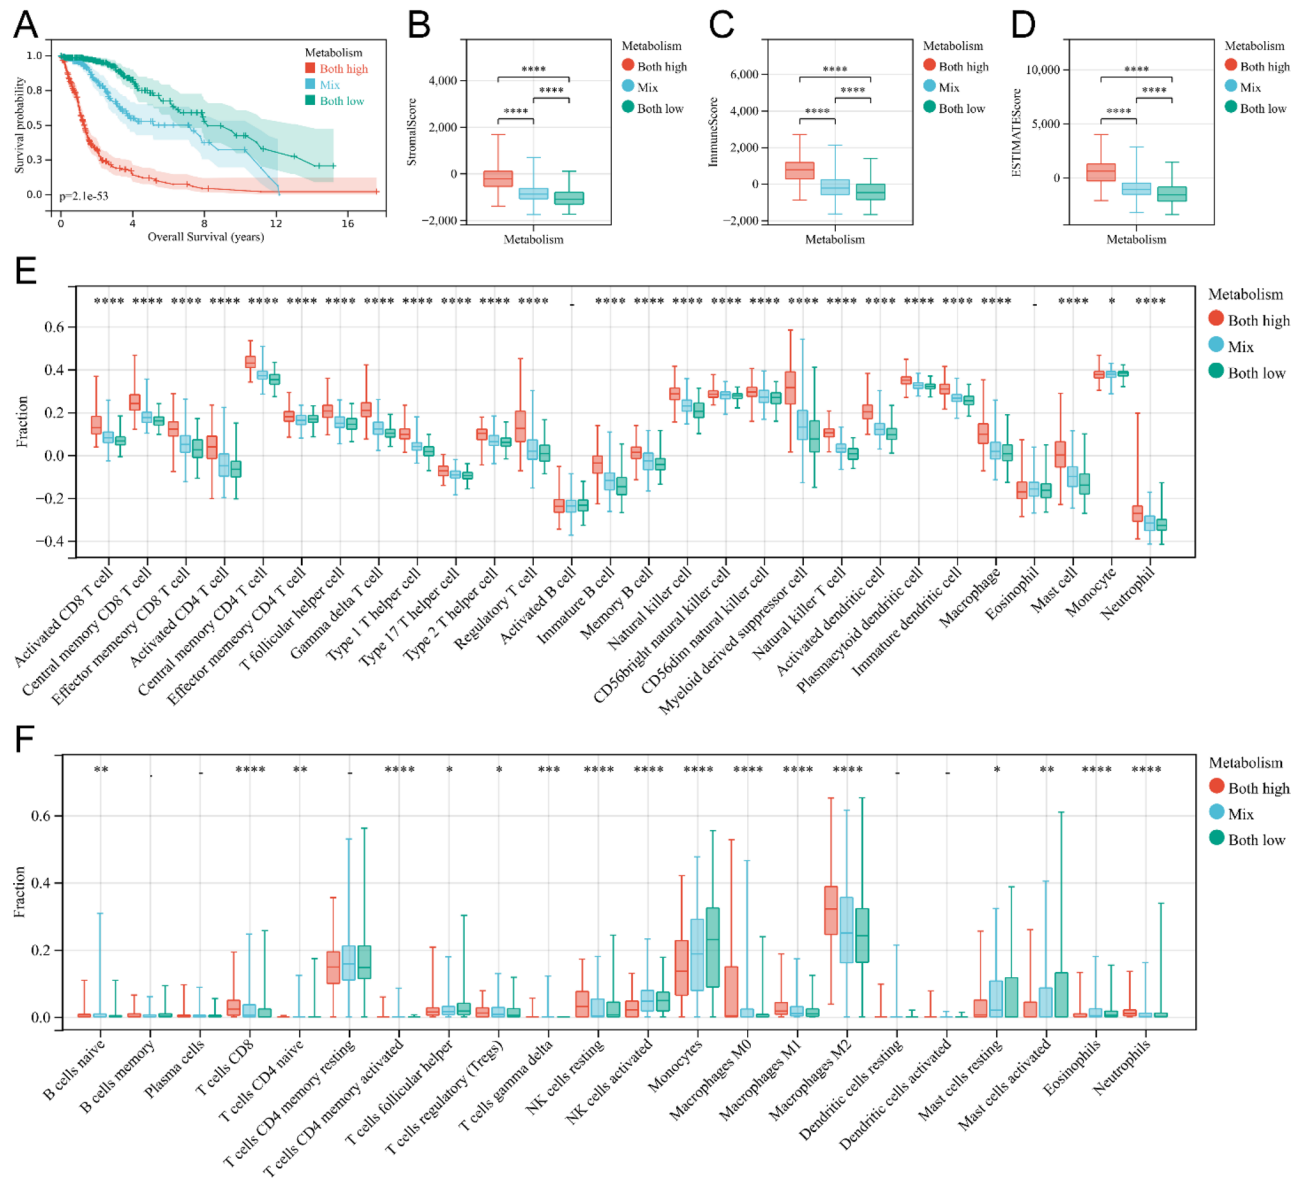 A
Metabolism
Both high
Mix
Both low
Survival probability
1.0
0.8
0.5
0.3
0.0
p=2.1e-53
0 4 8 12 16
Overall Survival (years)
B
Metabolism
Both high
Mix
Both low
StromalScore
4,000
2,000
0
−2,000
****
****
****
Metabolism
C
Metabolism
Both high
Mix
Both low
ImmuneScore
6,000
4,000
2,000
0
−2,000
****
****
****
Metabolism
D
Metabolism
Both high
Mix
Both low
ESTIMATEScore
10,000
5,000
0
****
****
****
Metabolism
E
**** **** **** **** **** **** **** **** **** **** **** **** - **** **** **** **** **** **** **** **** **** **** **** - **** * ****
Metabolism
Both high
Mix
Both low
Fraction
0.6
0.4
0.2
0.0
−0.2
−0.4
Activated CD8 T cell
Central memory CD8 T cell
Effector memory CD8 T cell
Activated CD4 T cell
Central memory CD4 T cell
Effector memory CD4 T cell
T follicular helper cell
Gamma delta T cell
Type 1 T helper cell
Type 17 T helper cell
Type 2 T helper cell
Regulatory T cell
Activated B cell
Immature B cell
Memory B cell
Natural killer cell
CD56bright natural killer cell
CD56dim natural killer cell
Myeloid derived suppressor cell
Natural killer T cell
Activated dendritic cell
Plasmacytoid dendritic cell
Immature dendritic cell
Macrophage
Eosinophil
Mast cell
Monocyte
Neutrophil
F
** . - **** ** - **** * * *** **** **** **** **** **** **** - - * ** **** ****
Metabolism
Both high
Mix
Both low
Fraction
0.6
0.4
0.2
0.0
B cells naive
B cells memory
Plasma cells
T cells CD8
T cells CD4 naive
T cells CD4 memory resting
T cells CD4 memory activated
T cells follicular helper
T cells regulatory (Tregs)
T cells gamma delta
NK cells resting
NK cells activated
Monocytes
Macrophages M0
Macrophages M1
Macrophages M2
Dendritic cells resting
Dendritic cells activated
Mast cells resting
Mast cells activated
Eosinophils
Neutrophils